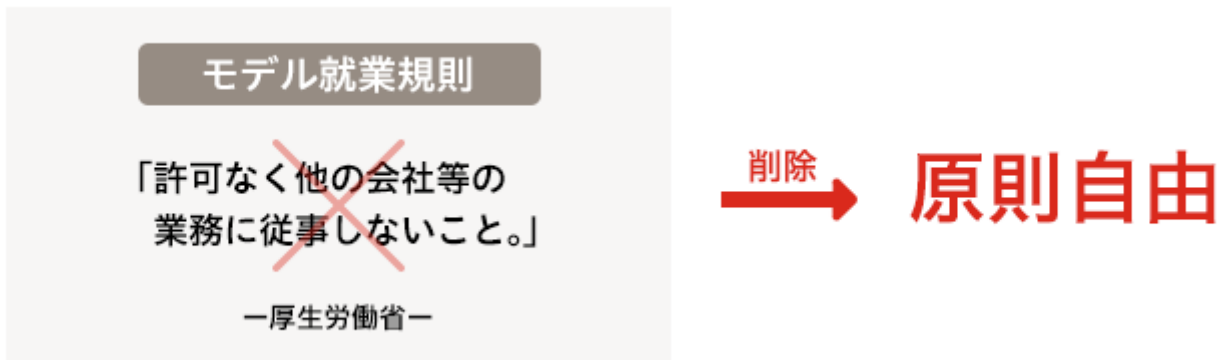 モデル就業規則
「許可なく他の会社等の
業務に従事しないこと。」
ー厚生労働省ー
削除
原則自由